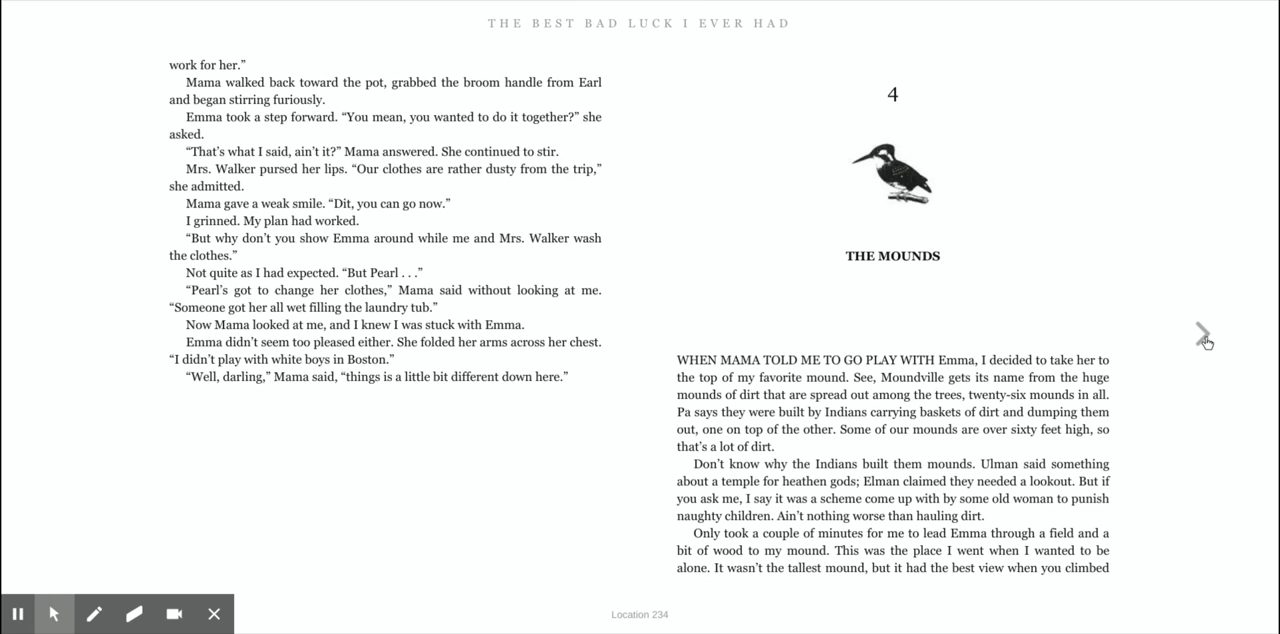 THE BEST BAD LUCK I EVER HAD
work for her.”
Mama walked back toward the pot, grabbed the broom handle from Earl
and began stirring furiously.
Emma took a step forward. “You mean, you wanted to do it together?” she
asked.
“That’s what I said, ain’t it?” Mama answered. She continued to stir.
Mrs. Walker pursed her lips. “Our clothes are rather dusty from the trip,”
she admitted.
Mama gave a weak smile. “Dit, you can go now.”
I grinned. My plan had worked.
“But why don’t you show Emma around while me and Mrs. Walker wash
the clothes.”
Not quite as I had expected. “But Pearl . . .”
“Pearl’s got to change her clothes,” Mama said without looking at me.
“Someone got her all wet filling the laundry tub.”
Now Mama looked at me, and I knew I was stuck with Emma.
Emma didn’t seem too pleased either. She folded her arms across her chest.
“I didn’t play with white boys in Boston.”
“Well, darling,” Mama said, “things is a little bit different down here.”
4
THE MOUNDS
WHEN MAMA TOLD ME TO GO PLAY WITH Emma, I decided to take her to
the top of my favorite mound. See, Moundville gets its name from the huge
mounds of dirt that are spread out among the trees, twenty-six mounds in all.
Pa says they were built by Indians carrying baskets of dirt and dumping them
out, one on top of the other. Some of our mounds are over sixty feet high, so
that’s a lot of dirt.
Don’t know why the Indians built them mounds. Ulman said something
about a temple for heathen gods; Elman claimed they needed a lookout. But if
you ask me, I say it was a scheme come up with by some old woman to punish
naughty children. Ain’t nothing worse than hauling dirt.
Only took a couple of minutes for me to lead Emma through a field and a
bit of wood to my mound. This was the place I went when I wanted to be
alone. It wasn’t the tallest mound, but it had the best view when you climbed
Location 234